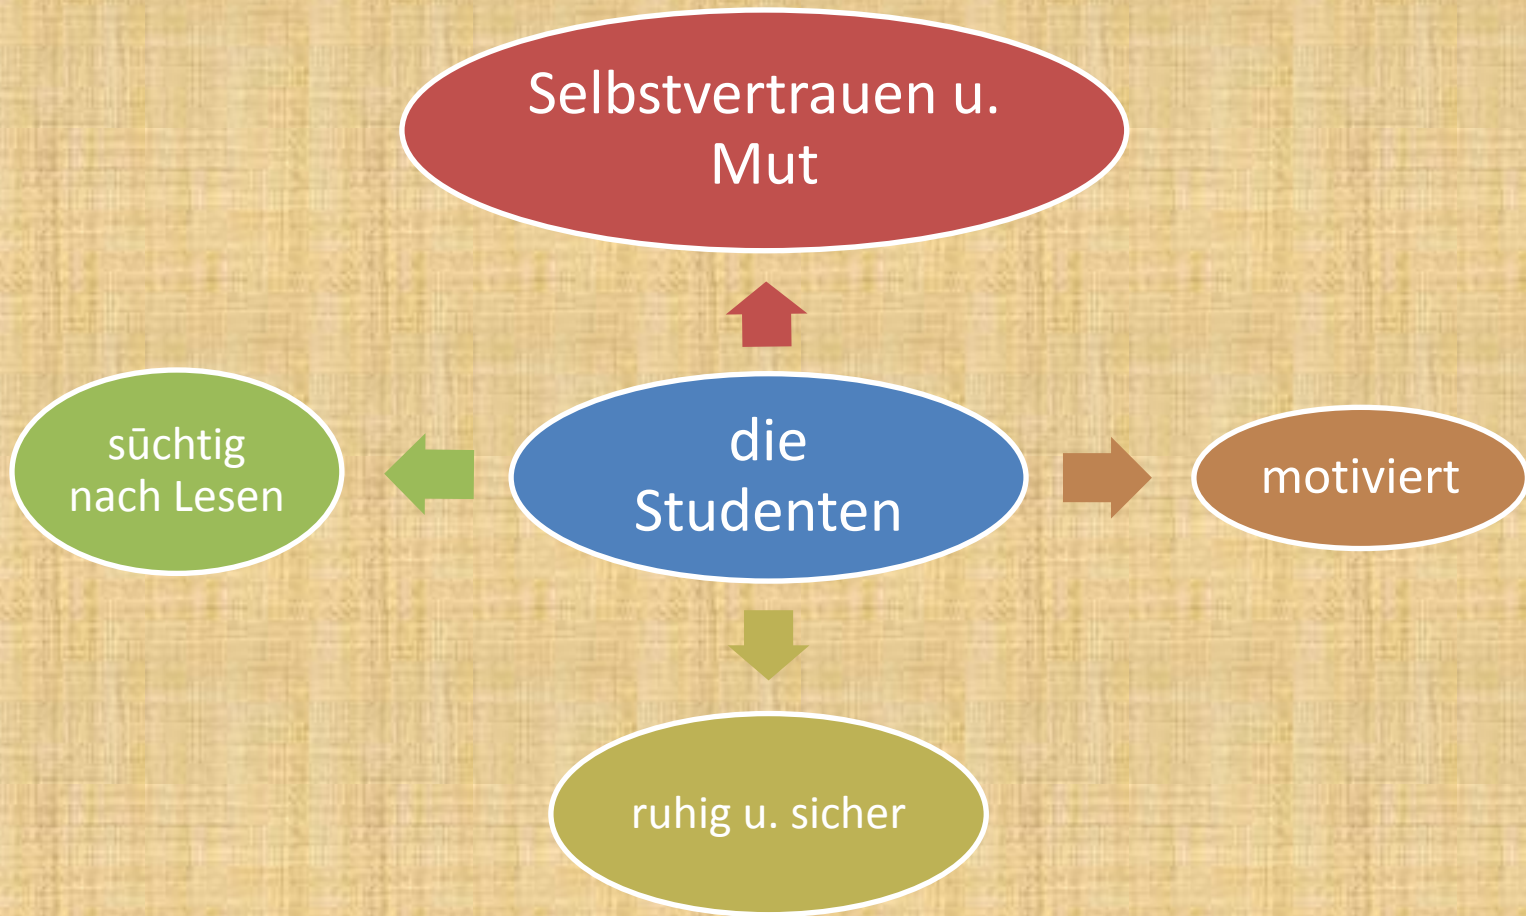 Selbstvertrauen u.
Mut
sūchtig
nach Lesen
die
Studenten
motiviert
ruhig u. sicher